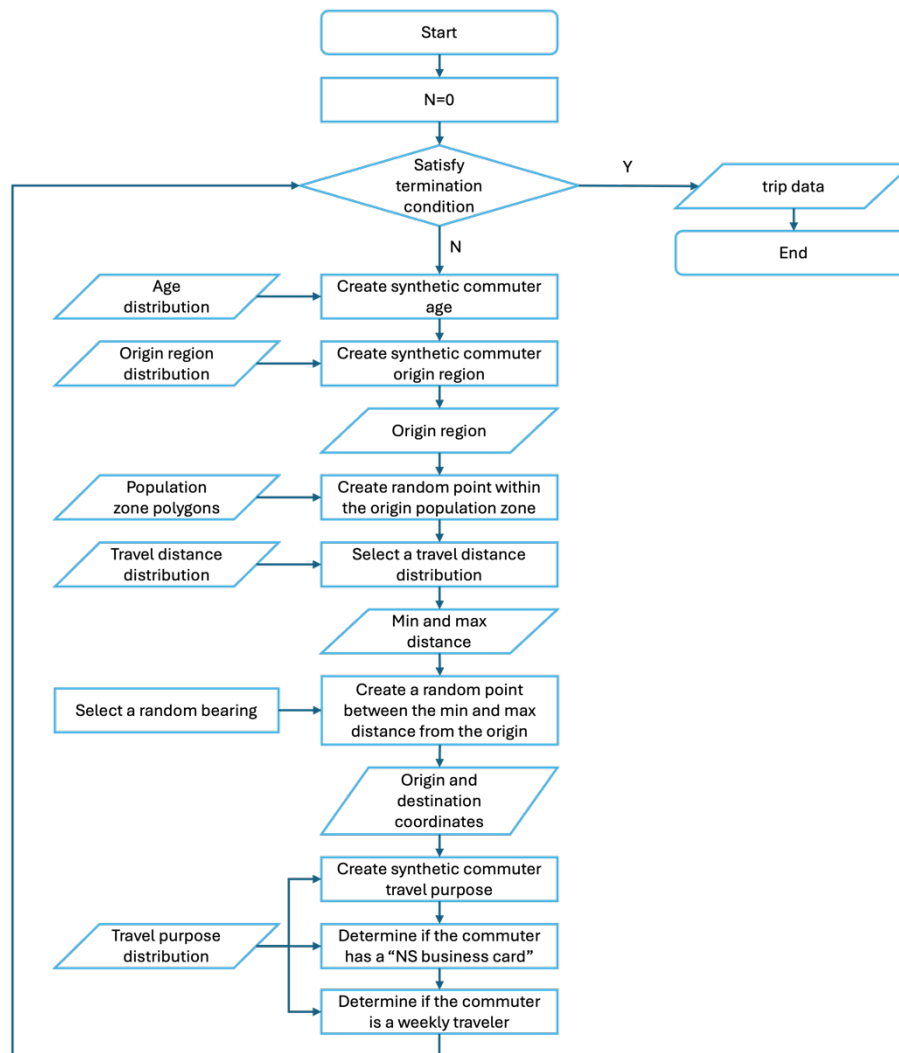 Start
N=0
Satisfy
termination
condition
Y
trip data
End
N
Age
distribution
Create synthetic commuter
age
Origin region
distribution
Create synthetic commuter
origin region
Origin region
Population
zone polygons
Create random point within
the origin population zone
Travel distance
distribution
Select a travel distance
distribution
Min and max
distance
Select a random bearing
Create a random point
between the min and max
distance from the origin
Origin and
destination
coordinates
Create synthetic commuter
travel purpose
Travel purpose
distribution
Determine if the commuter
has a “NS business card”
Determine if the commuter
is a weekly traveler